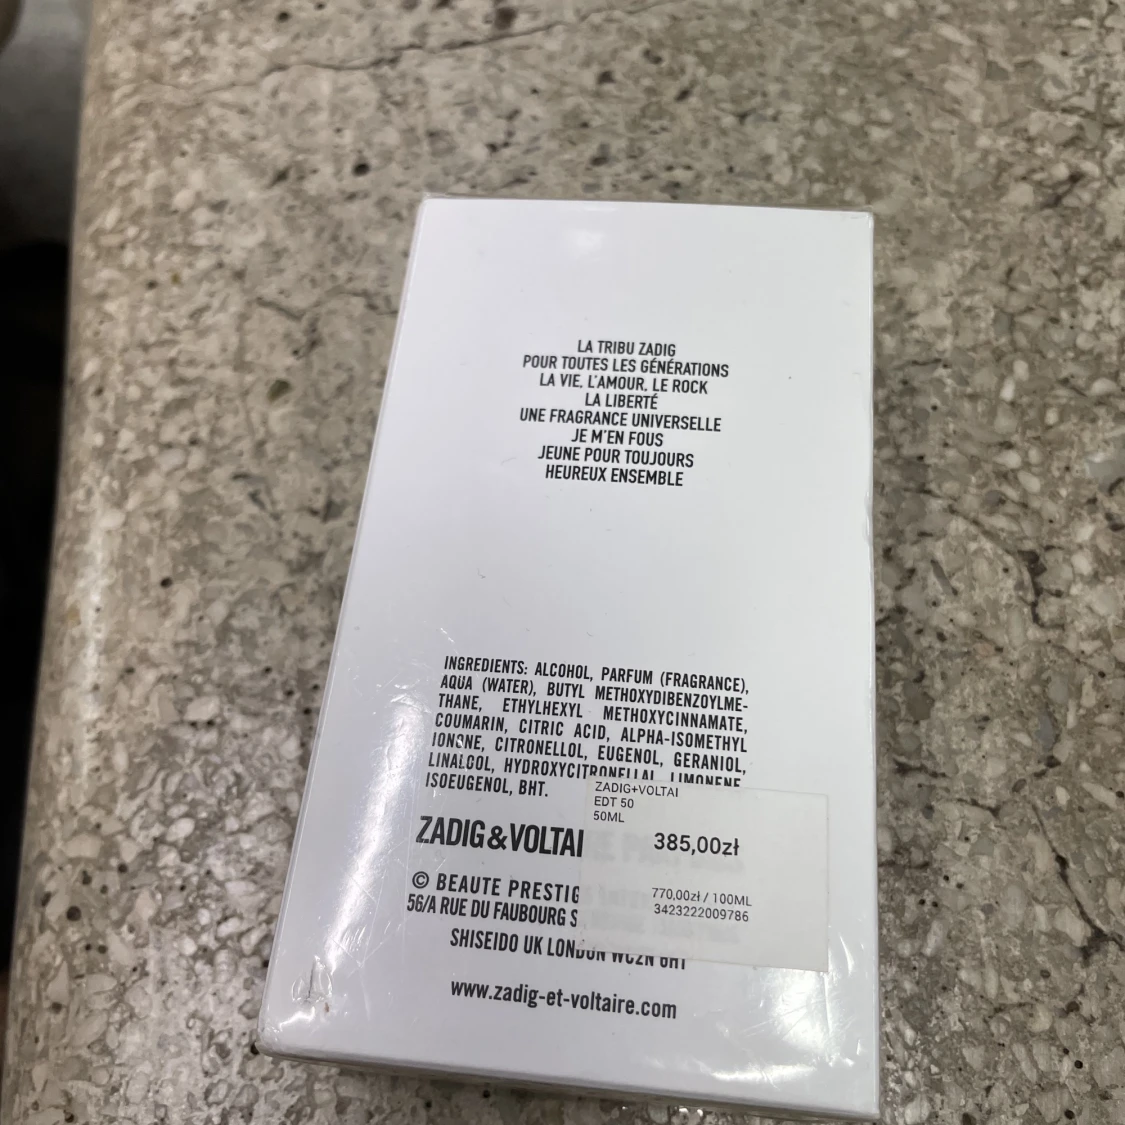 LA TRIBU ZADIG
POUR TOUTES LES GÉNÉRATIONS
LA VIE, L'AMOUR, LE ROCK
LA LIBERTÉ
UNE FRAGRANCE UNIVERSELLE
JE M'EN FOUS
JEUNE POUR TOUJOURS
HEUREUX ENSEMBLE
INGREDIENTS: ALCOHOL, PARFUM (FRAGRANCE),
AQUA (WATER), BUTYL METHOXYDIBENZOYLME-
THANE, ETHYLHEXYL METHOXYCINNAMATE,
COUMARIN, CITRIC ACID, ALPHA-ISOMETHYL
IONONE, CITRONELLOL, EUGENOL, GERANIOL,
LINALOOL, HYDROXYCITRONELLAL, LIMONENE,
ISOEUGENOL, BHT.
ZADIG+VOLTAI
EDT 50
50ML
385,00zł
770,00zł / 100ML
3423222009786
ZADIG&VOLTAI
© BEAUTE PRESTIG
56/A RUE DU FAUBOURG S
SHISEIDO UK LONDON WC2N 6HT
www.zadig-et-voltaire.com